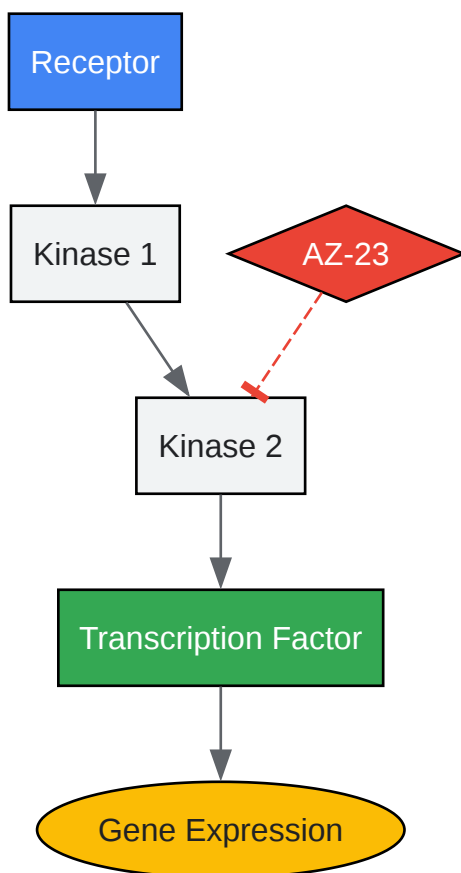 Receptor
Kinase 1
AZ-23
Kinase 2
Transcription Factor
Gene Expression